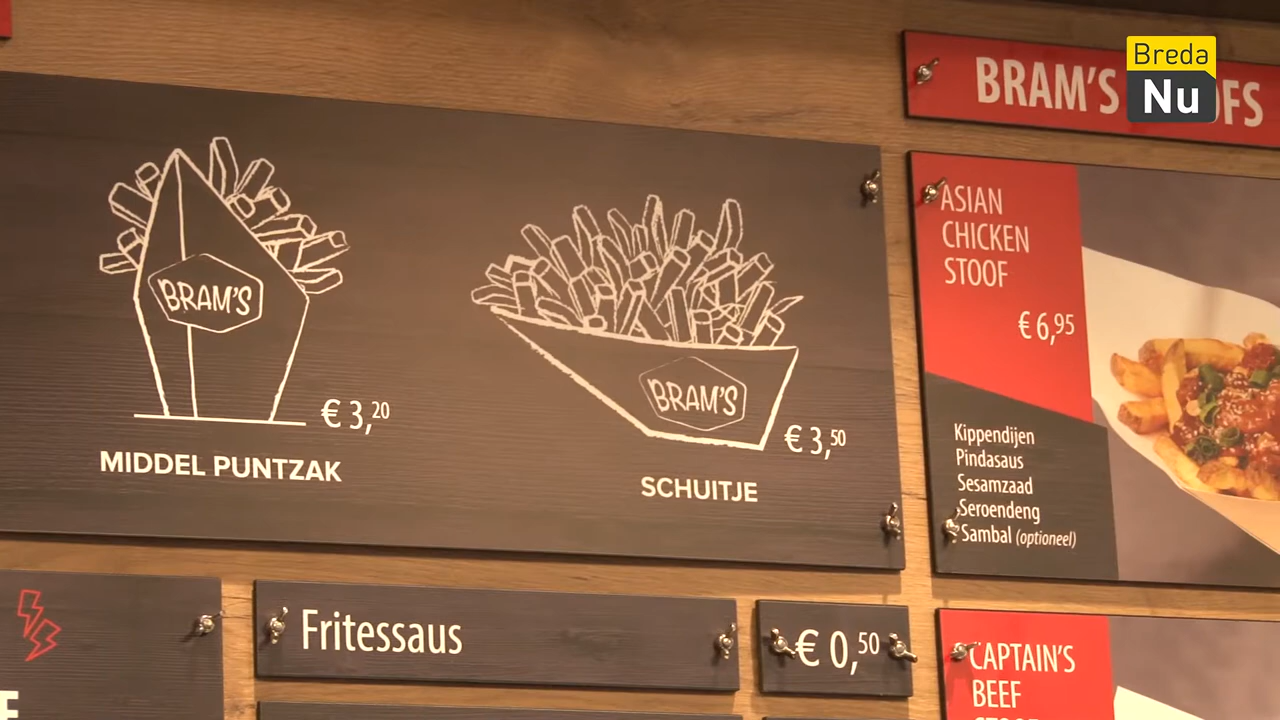 Breda
Nu
BRAM'S
BRAM'S
€ 3,20
MIDDEL PUNTZAK
BRAM'S
€ 3,50
SCHUITJE
ASIAN
CHICKEN
STOOF
€ 6,95
Kippendijen
Pindasaus
Sesamzaad
Seroendeng
Sambal (optioneel)
Fritessaus
€ 0,50
CAPTAIN'S
BEEF